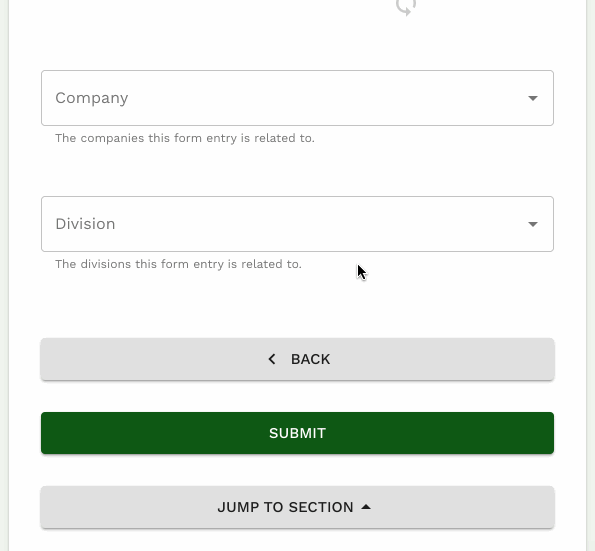 Company
The companies this form entry is related to.
Division
The divisions this form entry is related to.
BACK
SUBMIT
JUMP TO SECTION